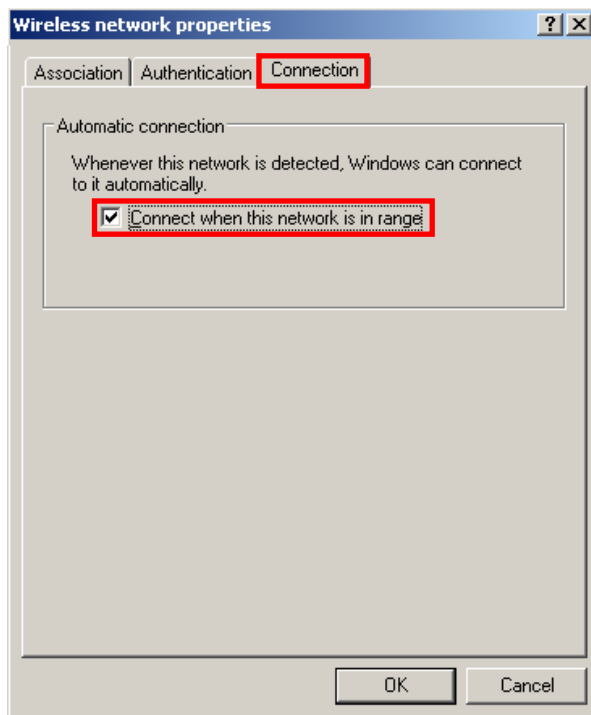 Wireless network properties
Association
Authentication
Connection
Automatic connection
Whenever this network is detected, Windows can connect
to it automatically.
Connect when this network is in range
OK
Cancel